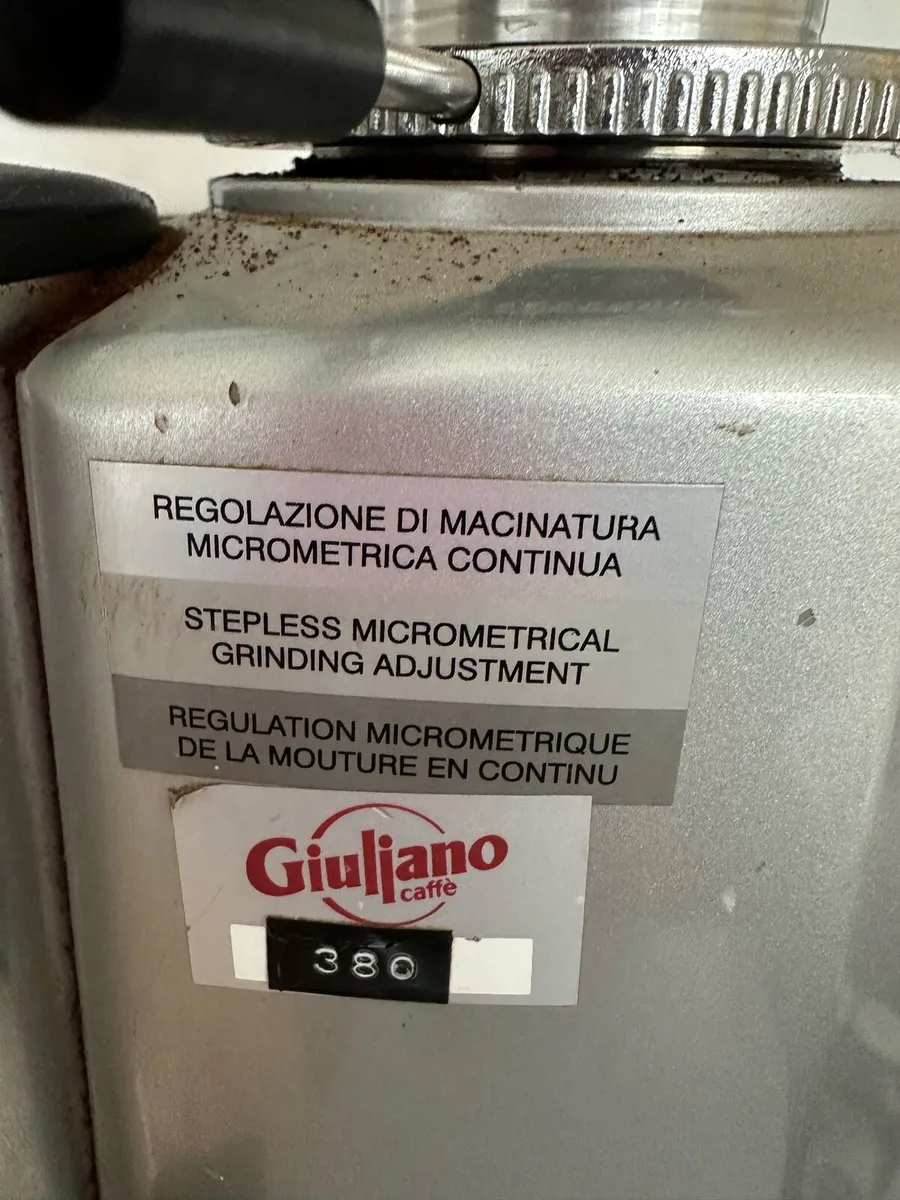 REGOLAZIONE DI MACINATURA
MICROMETRICA CONTINUA
STEPLESS MICROMETRICAL
GRINDING ADJUSTMENT
REGULATION MICROMETRIQUE
DE LA MOUTURE EN CONTINU
Giuliano
caffè
380